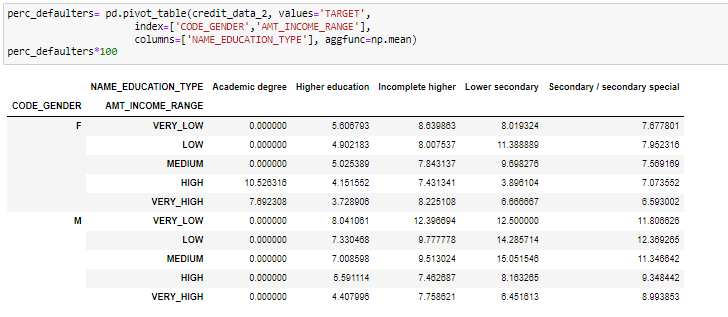 perc_defaulters= pd.pivot_table(credit_data_2, values='TARGET',
index=['CODE_GENDER','AMT_INCOME_RANGE'],
columns=['NAME_EDUCATION_TYPE'], aggfunc=np.mean)
perc_defaulters*100
NAME_EDUCATION_TYPE Academic degree Higher education Incomplete higher Lower secondary Secondary / secondary special
CODE_GENDER AMT_INCOME_RANGE
F VERY_LOW 0.000000 5.606793 8.639863 8.019324 7.677801
LOW 0.000000 4.902183 8.007537 11.388889 7.952316
MEDIUM 0.000000 5.025389 7.843137 9.698276 7.569169
HIGH 10.526316 4.151552 7.431341 3.896104 7.073552
VERY_HIGH 7.692308 3.728906 8.225108 6.666667 6.593002
M VERY_LOW 0.000000 8.041061 12.396694 12.500000 11.806626
LOW 0.000000 7.330468 9.777778 14.285714 12.369265
MEDIUM 0.000000 7.008598 9.513024 15.051546 11.346642
HIGH 0.000000 5.591114 7.462687 8.163265 9.348442
VERY_HIGH 0.000000 4.407996 7.758621 6.451613 8.993853